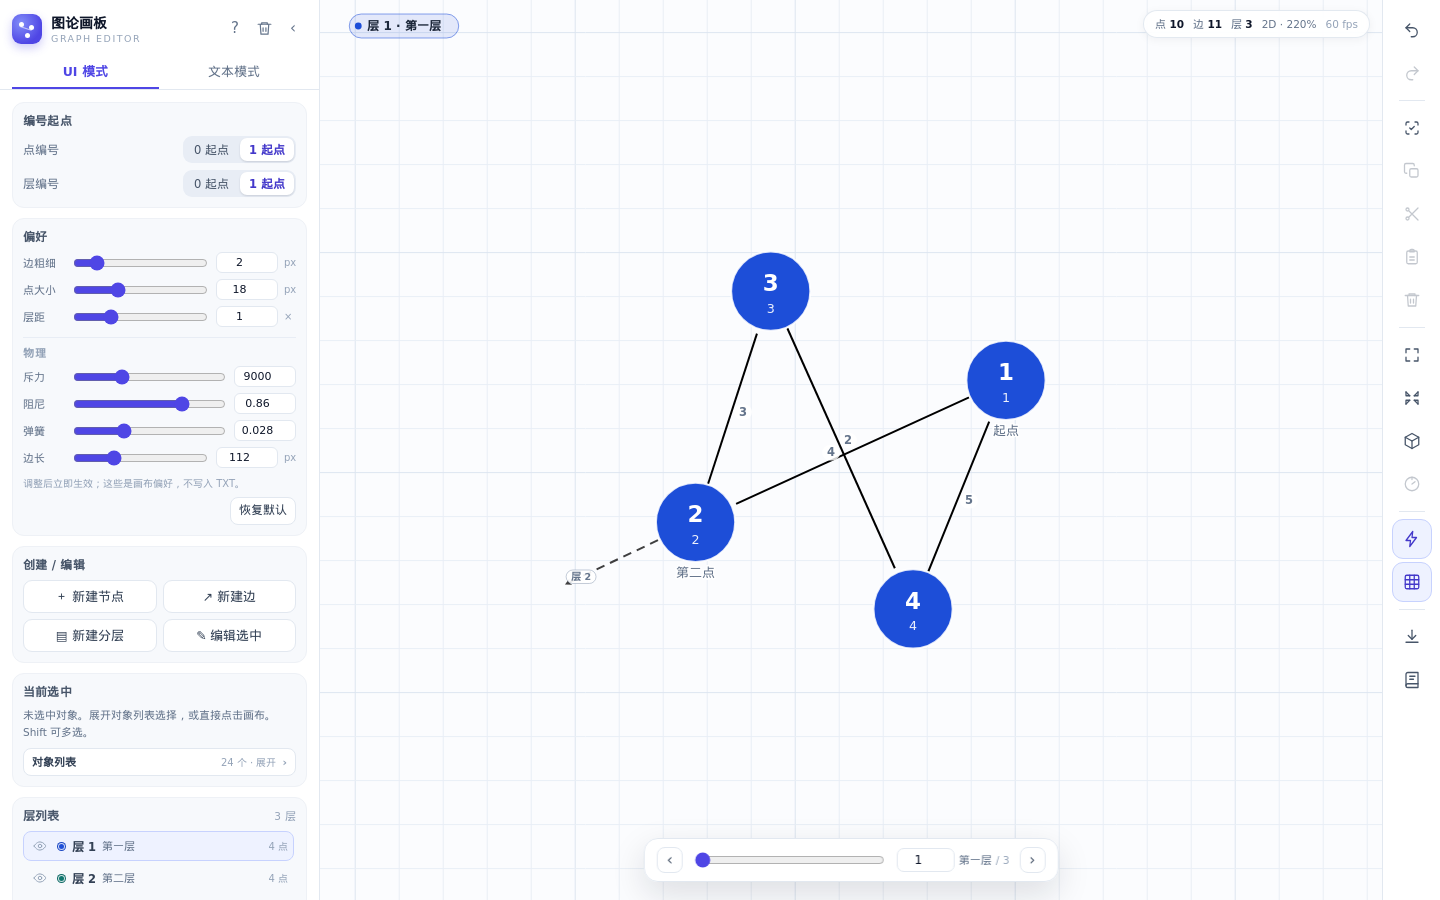 图论画板
GRAPH EDITOR
?
UI 模式
文本模式
编号起点
点编号
0 起点
1 起点
层编号
0 起点
1 起点
偏好
边粗细
2
px
点大小
18
px
层距
1
×
物理
斥力
9000
阻尼
0.86
弹簧
0.028
边长
112
px
调整后立即生效；这些是画布偏好，不写入 TXT。
恢复默认
创建 / 编辑
+ 新建节点
↗ 新建边
▤ 新建分层
✎ 编辑选中
当前选中
未选中对象。展开对象列表选择，或直接点击画布。
Shift 可多选。
对象列表
24 个 · 展开 ›
层列表
3 层
层 1 第一层
4 点
层 2 第二层
4 点
层 1 · 第一层
点 10 边 11 层 3 2D · 220% 60 fps
3
3
1
1
起点
3
2
4
5
2
2
第二点
层 2
4
4
‹
1
第一层 / 3
›